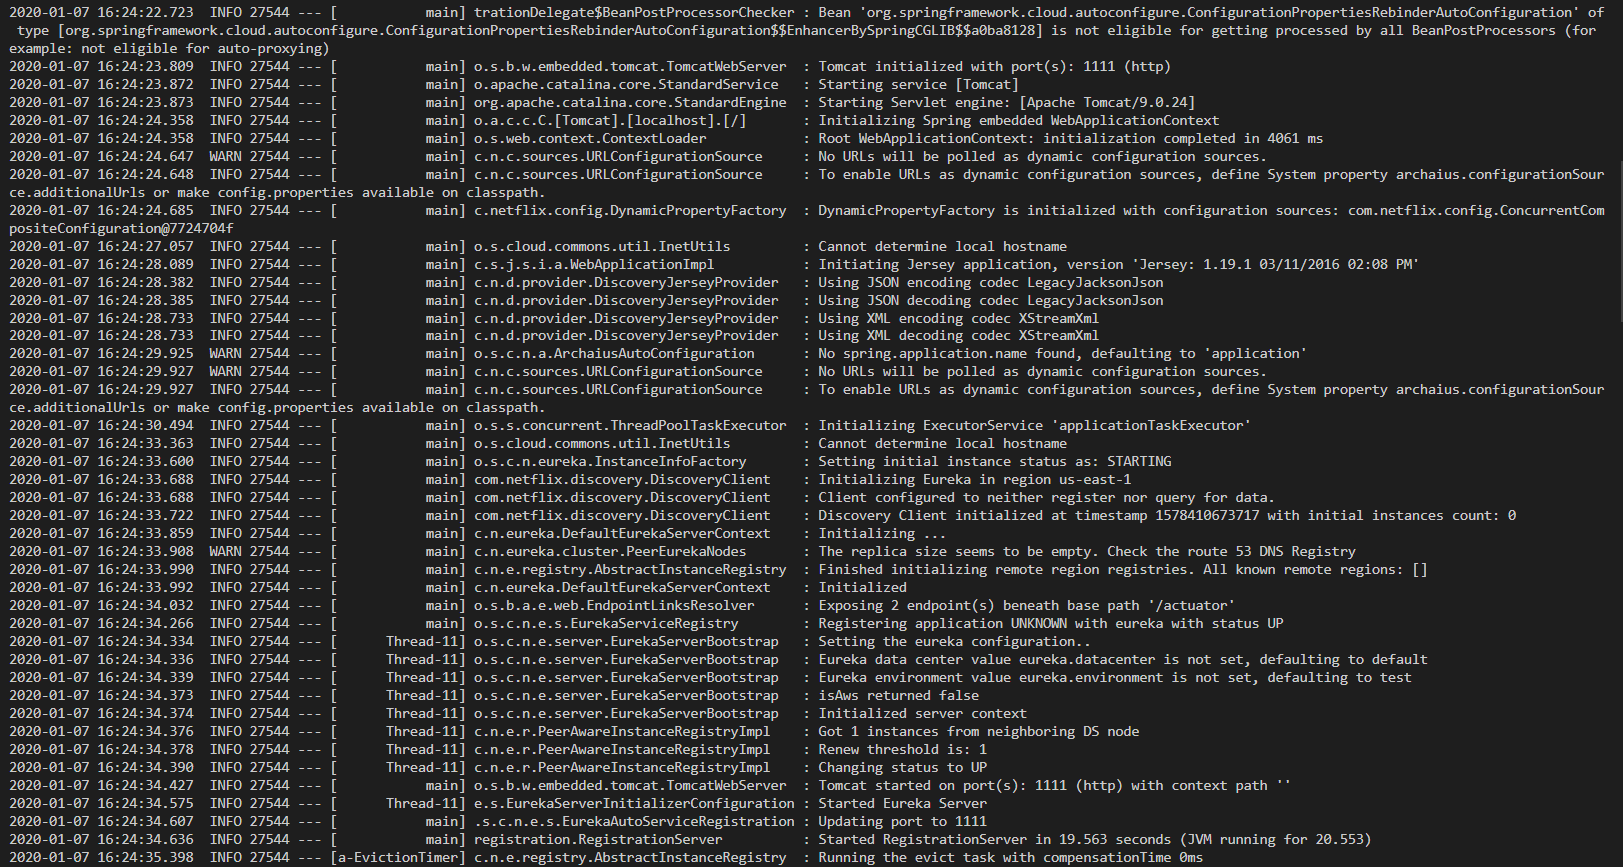 2020-01-07 16:24:22.723  INFO 27544 --- [           main] trationDelegate$BeanPostProcessorChecker : Bean 'org.springframework.cloud.autoconfigure.ConfigurationPropertiesRebinderAutoConfiguration' of
 type [org.springframework.cloud.autoconfigure.ConfigurationPropertiesRebinderAutoConfiguration$$EnhancerBySpringCGLIB$$a0ba8128] is not eligible for getting processed by all BeanPostProcessors (for
example: not eligible for auto-proxying)
2020-01-07 16:24:23.809  INFO 27544 --- [           main] o.s.b.w.embedded.tomcat.TomcatWebServer  : Tomcat initialized with port(s): 1111 (http)
2020-01-07 16:24:23.872  INFO 27544 --- [           main] o.apache.catalina.core.StandardService   : Starting service [Tomcat]
2020-01-07 16:24:23.873  INFO 27544 --- [           main] org.apache.catalina.core.StandardEngine  : Starting Servlet engine: [Apache Tomcat/9.0.24]
2020-01-07 16:24:24.358  INFO 27544 --- [           main] o.a.c.c.C.[Tomcat].[localhost].[/]       : Initializing Spring embedded WebApplicationContext
2020-01-07 16:24:24.358  INFO 27544 --- [           main] o.s.web.context.ContextLoader            : Root WebApplicationContext: initialization completed in 4061 ms
2020-01-07 16:24:24.647  WARN 27544 --- [           main] c.n.c.sources.URLConfigurationSource     : No URLs will be polled as dynamic configuration sources.
2020-01-07 16:24:24.648  INFO 27544 --- [           main] c.n.c.sources.URLConfigurationSource     : To enable URLs as dynamic configuration sources, define System property archaius.configurationSour
ce.additionalUrls or make config.properties available on classpath.
2020-01-07 16:24:24.685  INFO 27544 --- [           main] c.netflix.config.DynamicPropertyFactory  : DynamicPropertyFactory is initialized with configuration sources: com.netflix.config.ConcurrentCom
positeConfiguration@7724704f
2020-01-07 16:24:27.057  INFO 27544 --- [           main] o.s.cloud.commons.util.InetUtils         : Cannot determine local hostname
2020-01-07 16:24:28.089  INFO 27544 --- [           main] c.s.j.s.i.a.WebApplicationImpl           : Initiating Jersey application, version 'Jersey: 1.19.1 03/11/2016 02:08 PM'
2020-01-07 16:24:28.382  INFO 27544 --- [           main] c.n.d.provider.DiscoveryJerseyProvider   : Using JSON encoding codec LegacyJacksonJson
2020-01-07 16:24:28.385  INFO 27544 --- [           main] c.n.d.provider.DiscoveryJerseyProvider   : Using JSON decoding codec LegacyJacksonJson
2020-01-07 16:24:28.733  INFO 27544 --- [           main] c.n.d.provider.DiscoveryJerseyProvider   : Using XML encoding codec XStreamXml
2020-01-07 16:24:28.733  INFO 27544 --- [           main] c.n.d.provider.DiscoveryJerseyProvider   : Using XML decoding codec XStreamXml
2020-01-07 16:24:29.925  WARN 27544 --- [           main] o.s.c.n.a.ArchaiusAutoConfiguration      : No spring.application.name found, defaulting to 'application'
2020-01-07 16:24:29.927  WARN 27544 --- [           main] c.n.c.sources.URLConfigurationSource     : No URLs will be polled as dynamic configuration sources.
2020-01-07 16:24:29.927  INFO 27544 --- [           main] c.n.c.sources.URLConfigurationSource     : To enable URLs as dynamic configuration sources, define System property archaius.configurationSour
ce.additionalUrls or make config.properties available on classpath.
2020-01-07 16:24:30.494  INFO 27544 --- [           main] o.s.s.concurrent.ThreadPoolTaskExecutor  : Initializing ExecutorService 'applicationTaskExecutor'
2020-01-07 16:24:33.363  INFO 27544 --- [           main] o.s.cloud.commons.util.InetUtils         : Cannot determine local hostname
2020-01-07 16:24:33.600  INFO 27544 --- [           main] o.s.c.n.eureka.InstanceInfoFactory       : Setting initial instance status as: STARTING
2020-01-07 16:24:33.688  INFO 27544 --- [           main] com.netflix.discovery.DiscoveryClient    : Initializing Eureka in region us-east-1
2020-01-07 16:24:33.688  INFO 27544 --- [           main] com.netflix.discovery.DiscoveryClient    : Client configured to neither register nor query for data.
2020-01-07 16:24:33.722  INFO 27544 --- [           main] com.netflix.discovery.DiscoveryClient    : Discovery Client initialized at timestamp 1578410673717 with initial instances count: 0
2020-01-07 16:24:33.859  INFO 27544 --- [           main] c.n.eureka.DefaultEurekaServerContext    : Initializing ...
2020-01-07 16:24:33.908  WARN 27544 --- [           main] c.n.eureka.cluster.PeerEurekaNodes       : The replica size seems to be empty. Check the route 53 DNS Registry
2020-01-07 16:24:33.990  INFO 27544 --- [           main] c.n.e.registry.AbstractInstanceRegistry  : Finished initializing remote region registries. All known remote regions: []
2020-01-07 16:24:33.992  INFO 27544 --- [           main] c.n.eureka.DefaultEurekaServerContext    : Initialized
2020-01-07 16:24:34.032  INFO 27544 --- [           main] o.s.b.a.e.web.EndpointLinksResolver      : Exposing 2 endpoint(s) beneath base path '/actuator'
2020-01-07 16:24:34.266  INFO 27544 --- [           main] o.s.c.n.e.s.EurekaServiceRegistry        : Registering application UNKNOWN with eureka with status UP
2020-01-07 16:24:34.334  INFO 27544 --- [      Thread-11] o.s.c.n.e.server.EurekaServerBootstrap   : Setting the eureka configuration..
2020-01-07 16:24:34.336  INFO 27544 --- [      Thread-11] o.s.c.n.e.server.EurekaServerBootstrap   : Eureka data center value eureka.datacenter is not set, defaulting to default
2020-01-07 16:24:34.339  INFO 27544 --- [      Thread-11] o.s.c.n.e.server.EurekaServerBootstrap   : Eureka environment value eureka.environment is not set, defaulting to test
2020-01-07 16:24:34.373  INFO 27544 --- [      Thread-11] o.s.c.n.e.server.EurekaServerBootstrap   : isAws returned false
2020-01-07 16:24:34.374  INFO 27544 --- [      Thread-11] o.s.c.n.e.server.EurekaServerBootstrap   : Initialized server context
2020-01-07 16:24:34.376  INFO 27544 --- [      Thread-11] c.n.e.r.PeerAwareInstanceRegistryImpl    : Got 1 instances from neighboring DS node
2020-01-07 16:24:34.378  INFO 27544 --- [      Thread-11] c.n.e.r.PeerAwareInstanceRegistryImpl    : Renew threshold is: 1
2020-01-07 16:24:34.390  INFO 27544 --- [      Thread-11] c.n.e.r.PeerAwareInstanceRegistryImpl    : Changing status to UP
2020-01-07 16:24:34.427  INFO 27544 --- [           main] o.s.b.w.embedded.tomcat.TomcatWebServer  : Tomcat started on port(s): 1111 (http) with context path ''
2020-01-07 16:24:34.575  INFO 27544 --- [      Thread-11] e.s.EurekaServerInitializerConfiguration : Started Eureka Server
2020-01-07 16:24:34.607  INFO 27544 --- [           main] .s.c.n.e.s.EurekaAutoServiceRegistration : Updating port to 1111
2020-01-07 16:24:34.636  INFO 27544 --- [           main] registration.RegistrationServer          : Started RegistrationServer in 19.563 seconds (JVM running for 20.553)
2020-01-07 16:24:35.398  INFO 27544 --- [a-EvictionTimer] c.n.e.registry.AbstractInstanceRegistry  : Running the evict task with compensationTime 0ms